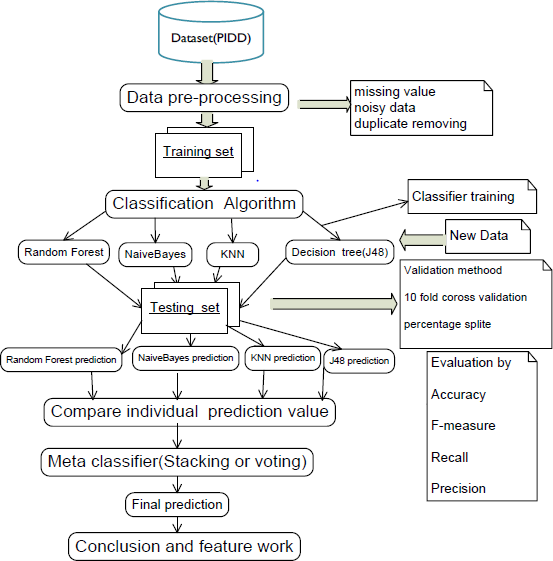 Dataset(PIDD)
Data pre-processing
missing value
noisy data
duplicate removing
Training set
Classification Algorithm
Classifier training
Random Forest
NaiveBayes
KNN
Decision tree(J48)
New Data
Testing set
Validation methood
10 fold coross validation
percentage splite
Random Forest prediction
NaiveBayes prediction
KNN prediction
J48 prediction
Evaluation by
Accuracy
F-measure
Recall
Precision
Compare individual prediction value
Meta classifier(Stacking or voting)
Final prediction
Conclusion and feature work